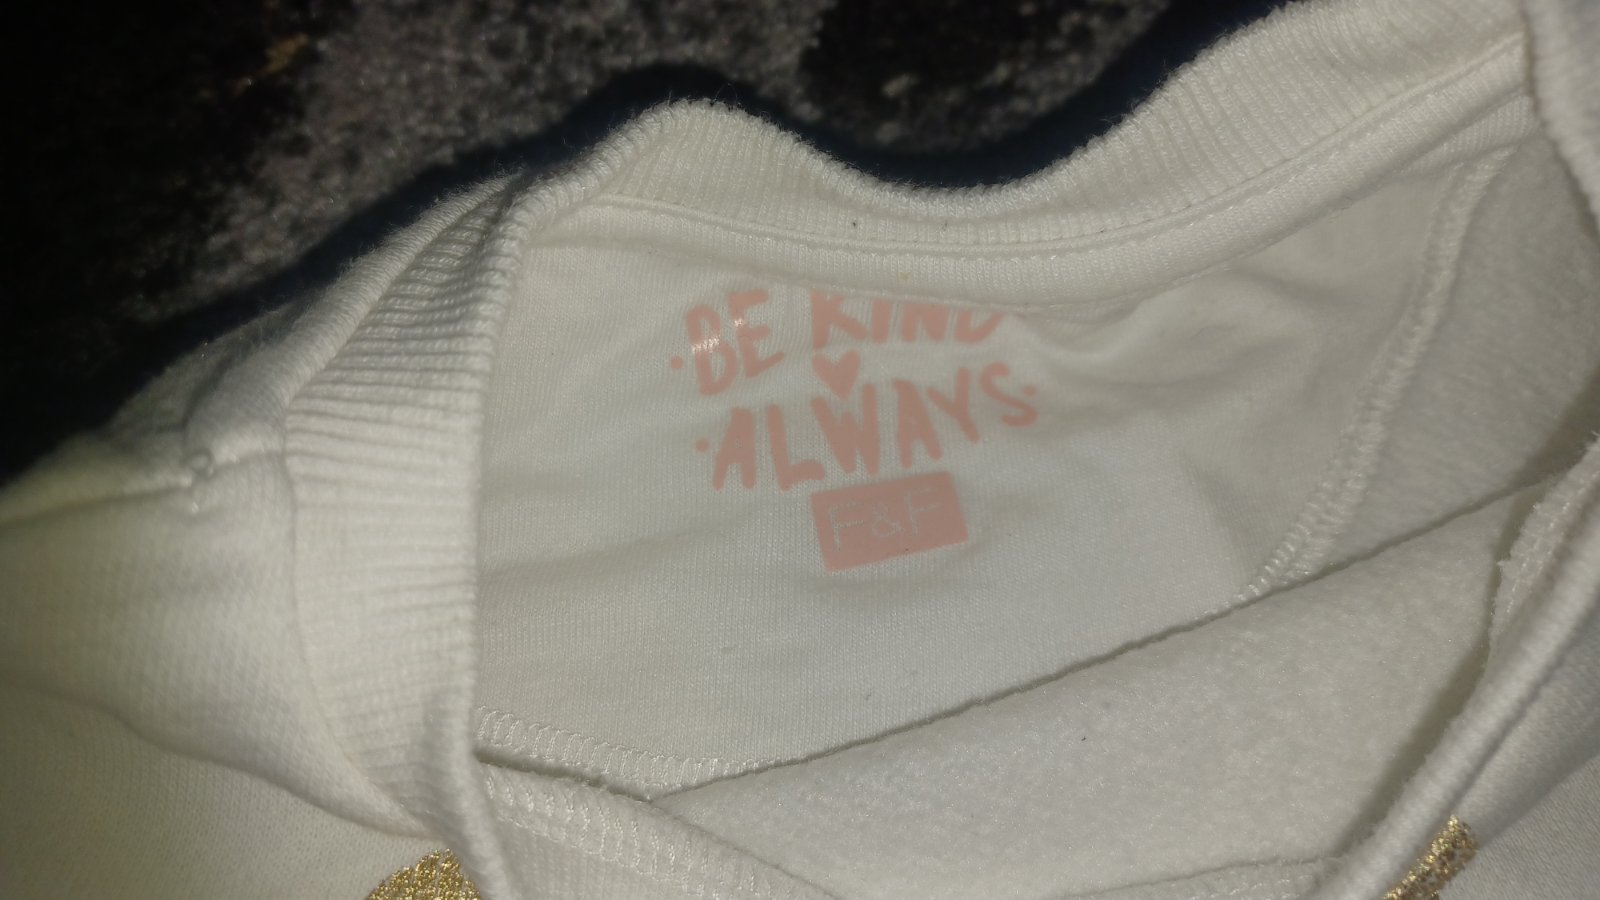 ·BE KIND
·ALWAYS·
F&F